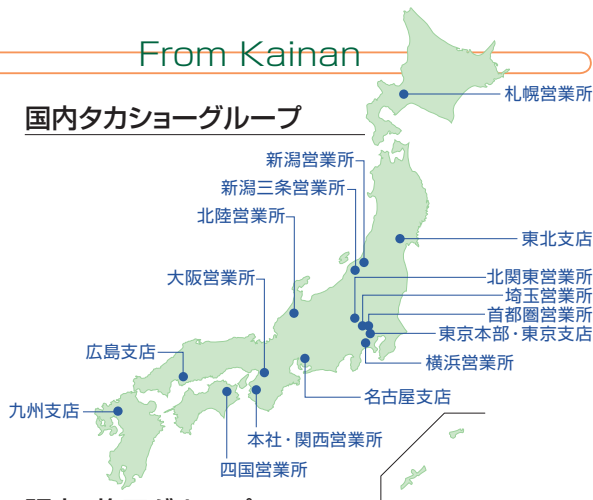 From Kainan
国内タカショーグループ
札幌営業所
新潟営業所
新潟三条営業所
北陸営業所
東北支店
大阪営業所
北関東営業所
埼玉営業所
首都圏営業所
東京本部・東京支店
広島支店
横浜営業所
名古屋支店
九州支店
本社・関西営業所
四国営業所